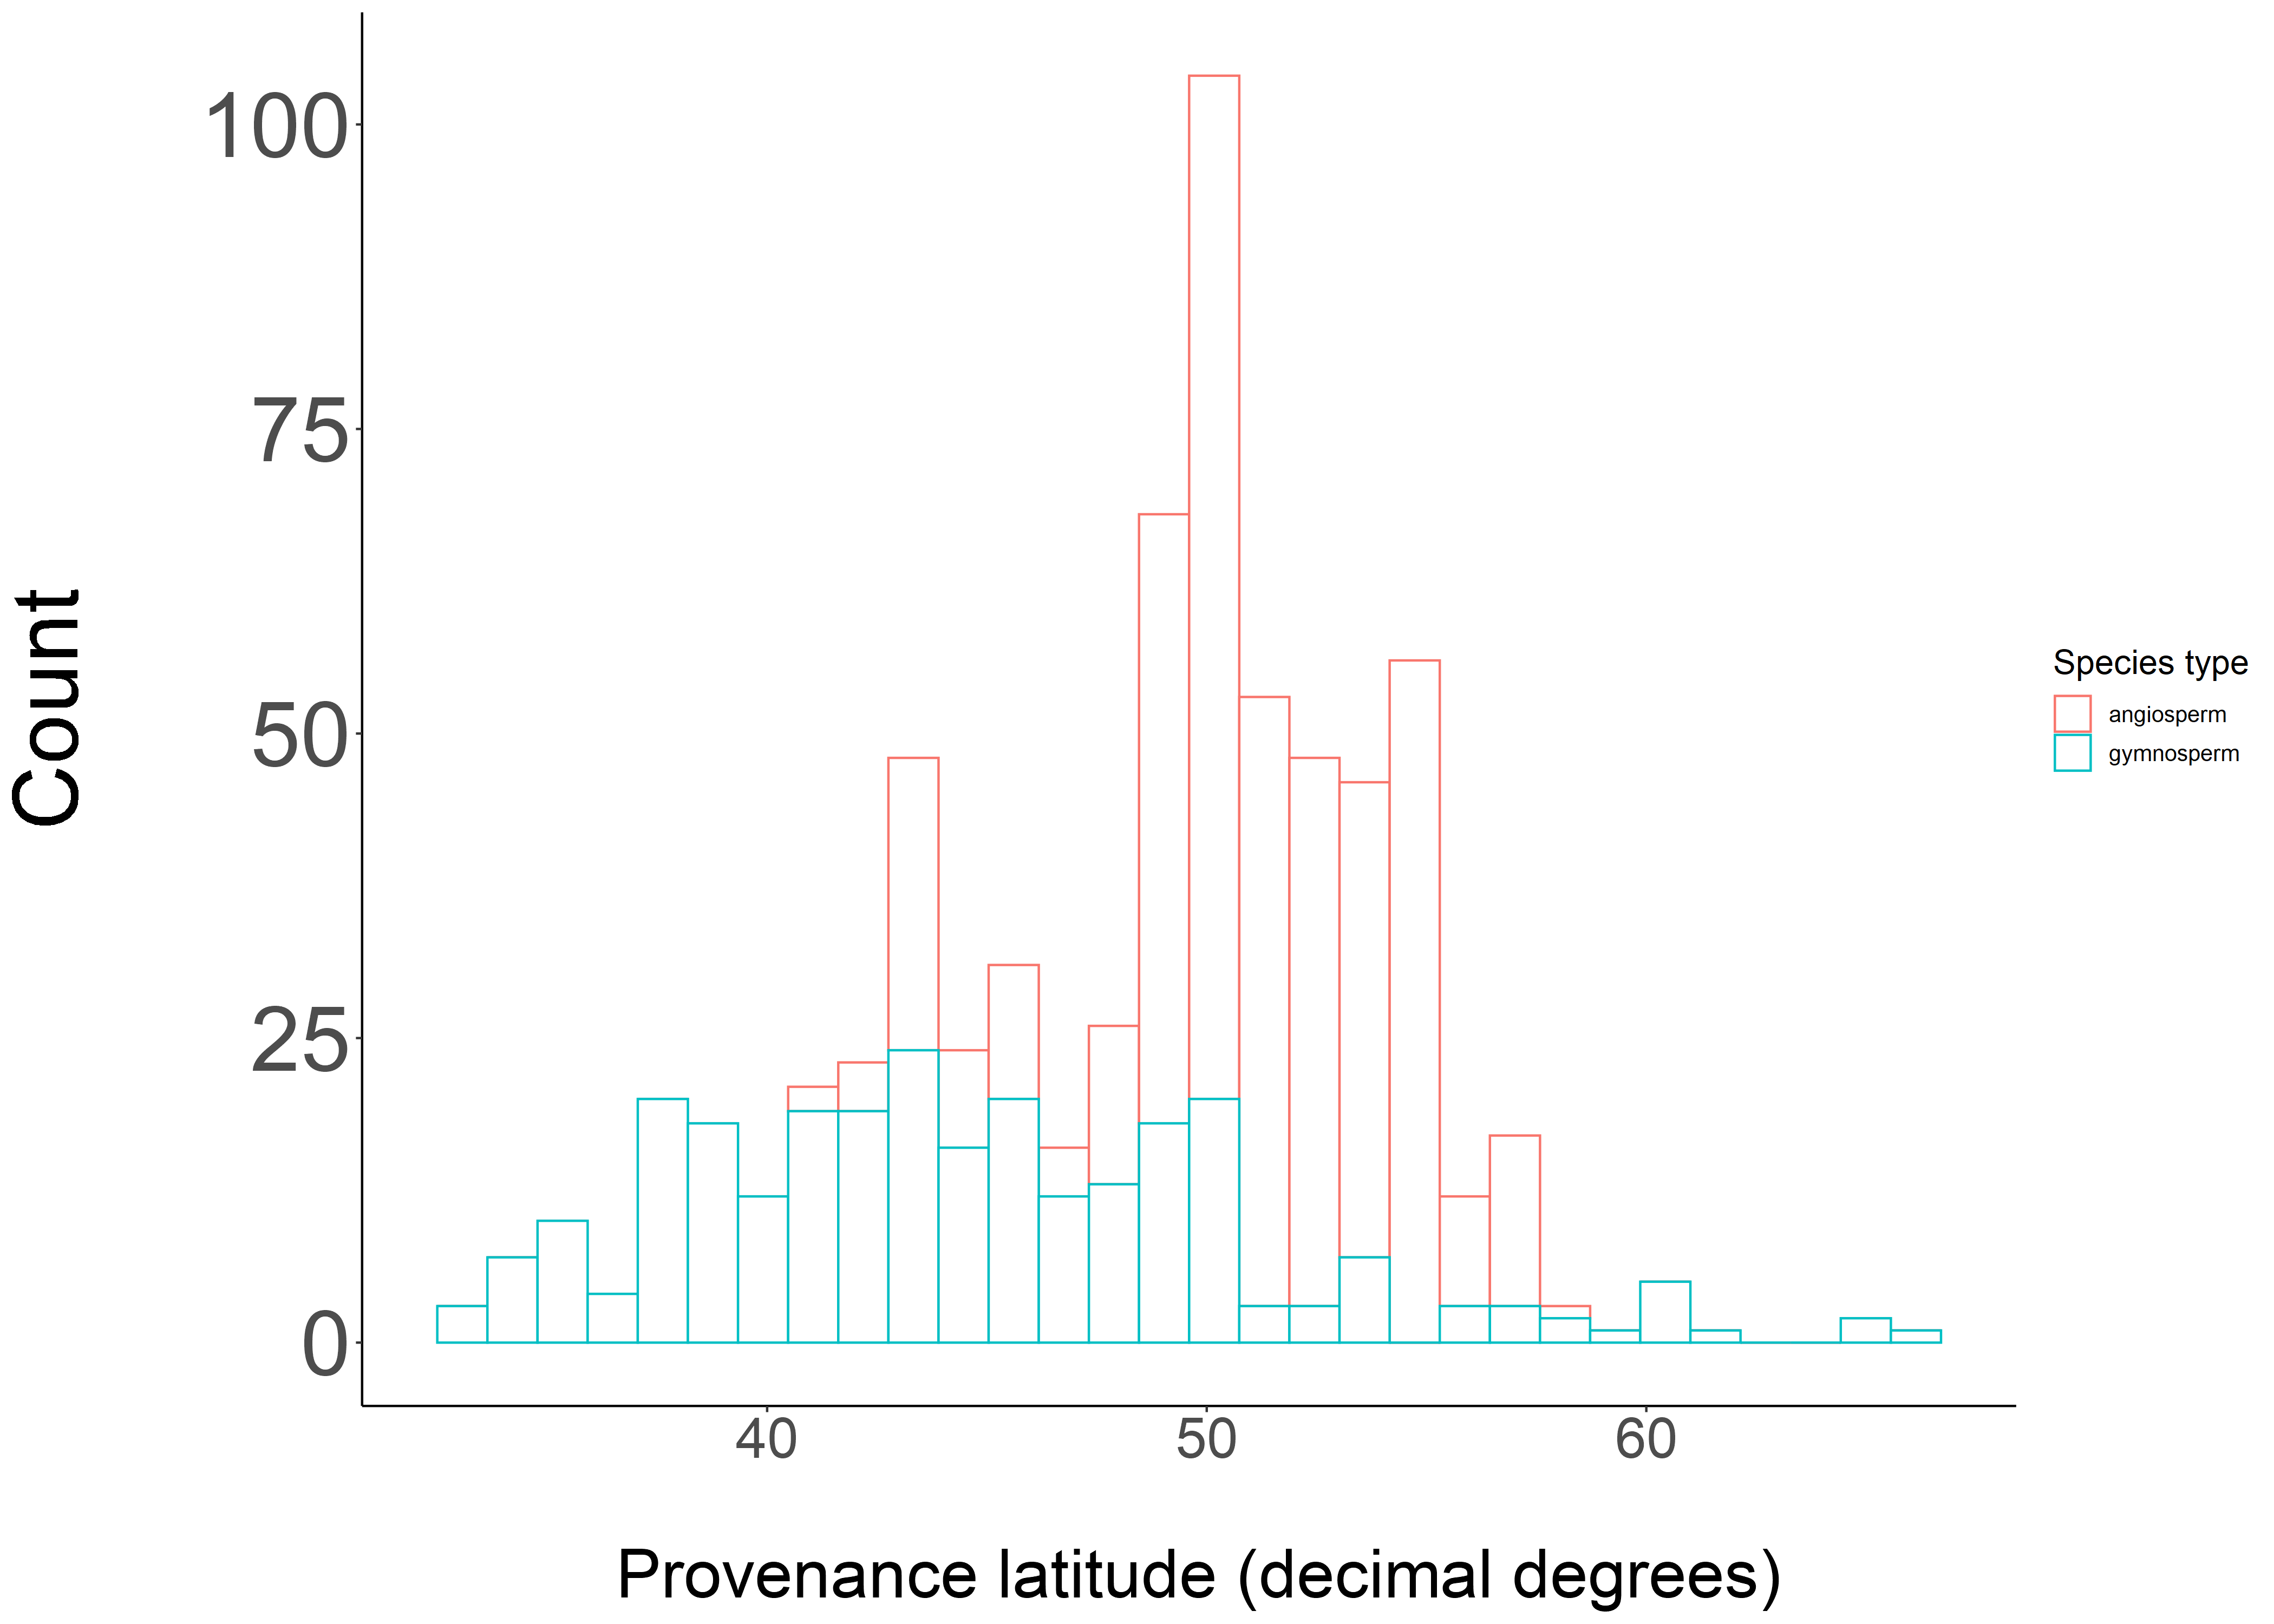 Count
100
75
50
25
0
40 50 60
Provenance latitude (decimal degrees)
Species type
angiosperm
gymnosperm